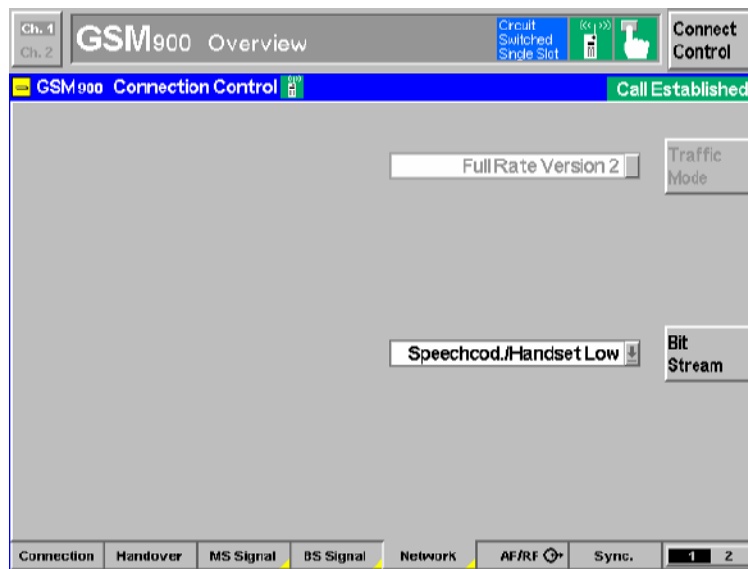 Ch. 1
Ch. 2
GSM900 Overview
Circuit
Switched
Single Slot
Connect
Control
GSM900 Connection Control
Call Established
Full Rate Version 2
Traffic
Mode
Speechcod./Handset Low
Bit
Stream
Connection Handover MS Signal BS Signal Network AF/RF Sync. 1 2